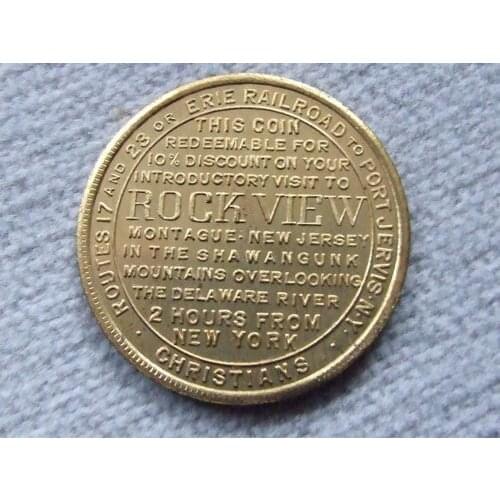 ROUTES 17 AND 23 OR ERIE RAILROAD TO PORT JERVIS·N·Y·
THIS COIN
REDEEMABLE FOR
10% DISCOUNT ON YOUR
INTRODUCTORY VISIT TO
ROCK VIEW
MONTAGUE·NEW JERSEY
IN THE SHAWANGUNK
MOUNTAINS OVERLOOKING
THE DELAWARE RIVER
2 HOURS FROM
NEW YORK
· CHRISTIANS ·